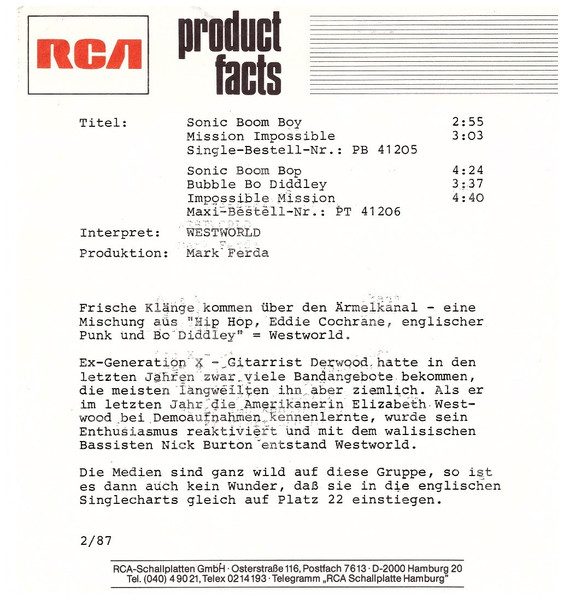 RCA
product
facts
Titel: Sonic Boom Boy 2:55
Mission Impossible 3:03
Single-Bestell-Nr.: PB 41205
Sonic Boom Bop 4:24
Bubble Bo Diddley 3:37
Impossible Mission 4:40
Maxi-Bestell-Nr.: PT 41206
Interpret: WESTWORLD
Produktion: Mark Ferda
Frische Klänge kommen über den Ärmelkanal - eine
Mischung aus "Hip Hop, Eddie Cochrane, englischer
Punk und Bo Diddley" = Westworld.
Ex-Generation X - Gitarrist Derwood hatte in den
letzten Jahren zwar viele Bandangebote bekommen,
die meisten langweilten ihn aber ziemlich. Als er
im letzten Jahr die Amerikanerin Elizabeth West-
wood bei Demoaufnahmen kennenlernte, wurde sein
Enthusiasmus reaktiviert und mit dem walisischen
Bassisten Nick Burton entstand Westworld.
Die Medien sind ganz wild auf diese Gruppe, so ist
es dann auch kein Wunder, daß sie in die englischen
Singlecharts gleich auf Platz 22 einstiegen.
2/87
RCA-Schallplatten GmbH · Osterstraße 116, Postfach 7613 · D-2000 Hamburg 20
Tel. (040) 4 90 21, Telex 0214 193 · Telegramm „RCA Schallplatte Hamburg"